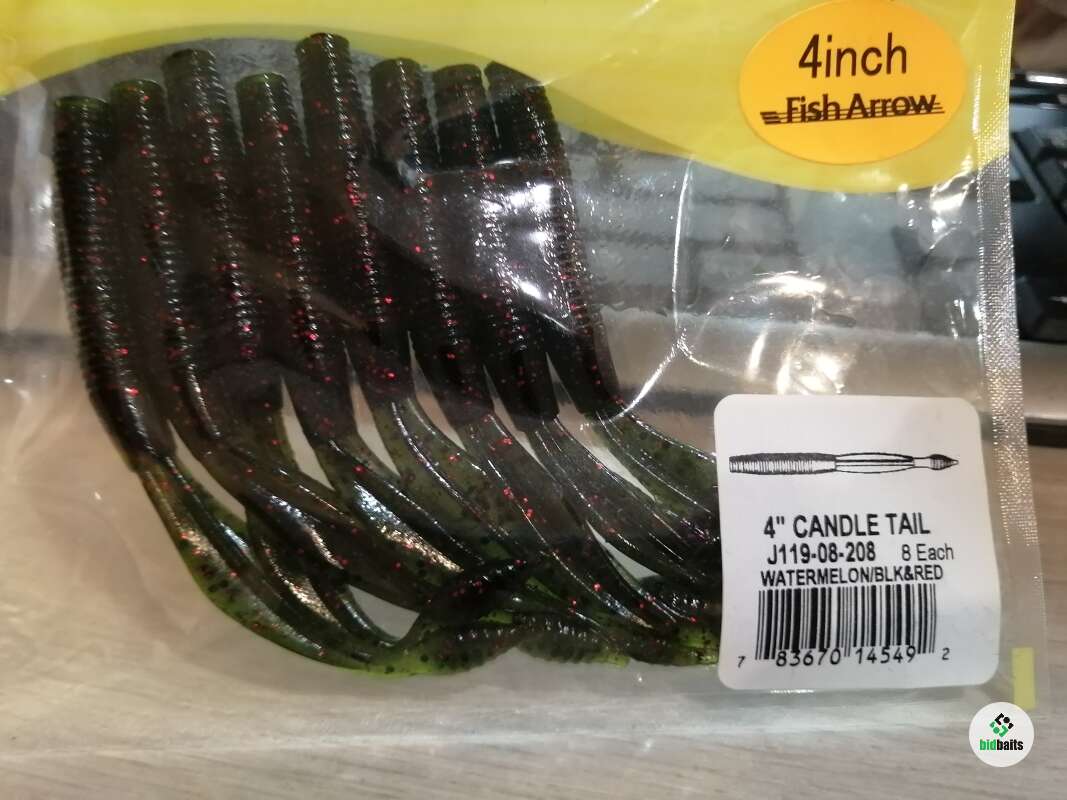 4inch
Fish Arrow
4" CANDLE TAIL
J119-08-208 8 Each
WATERMELON/BLK&RED
7 83670 14549 2
bidbaits